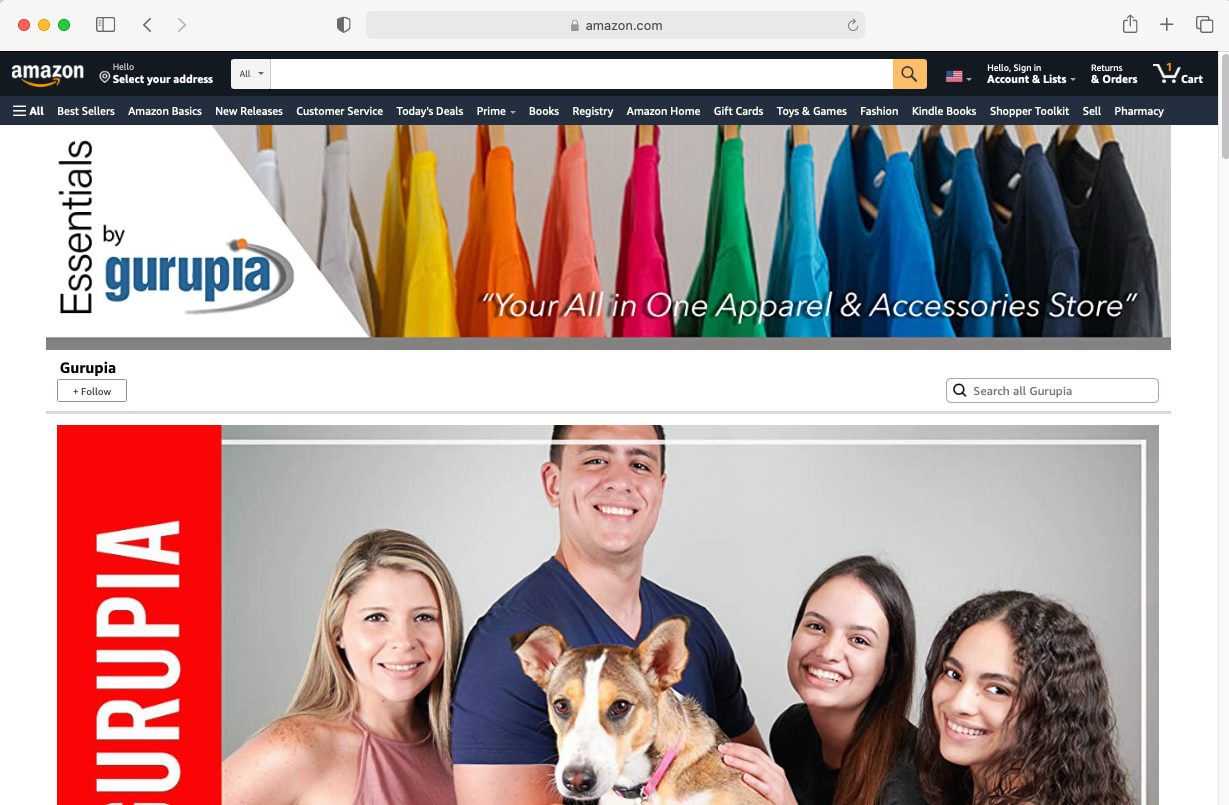 amazon.com
amazon
Hello
Select your address
All
Hello, Sign in
Account & Lists
Returns
& Orders
1
Cart
All
Best Sellers
Amazon Basics
New Releases
Customer Service
Today's Deals
Prime
Books
Registry
Amazon Home
Gift Cards
Toys & Games
Fashion
Kindle Books
Shopper Toolkit
Sell
Pharmacy
Essentials
by
gurupia
“Your All in One Apparel & Accessories Store”
Gurupia
+ Follow
Search all Gurupia
GURUPIA